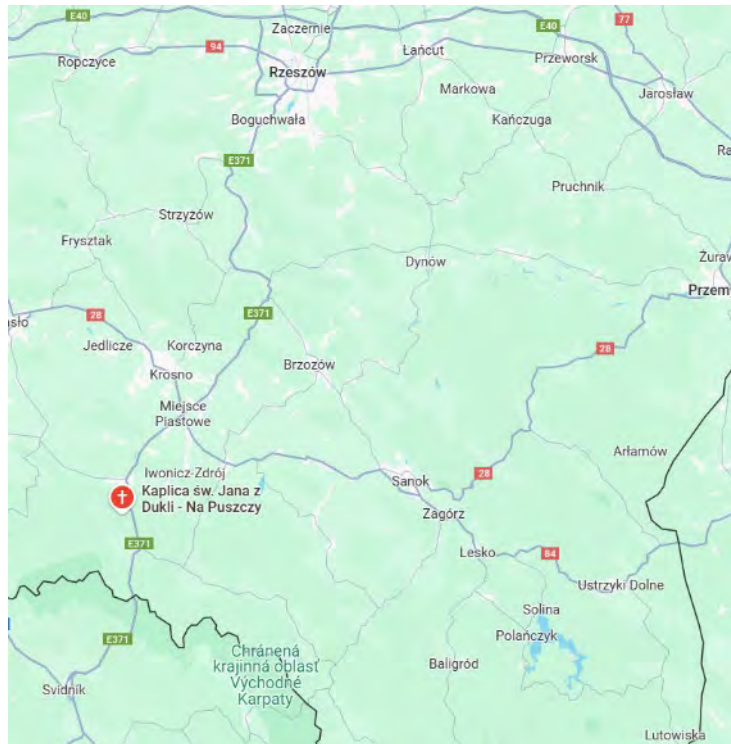 E40
Zaczernie
E40
77
94
Łańcut
Przeworsk
Ropczyce
Rzeszów
Markowa
Jarosław
Boguchwała
Kańczuga
E371
Ra
Pruchnik
Strzyżów
Frysztak
Dynów
Żuraw
Przem
28
E371
asło
Jedlicze
Korczyna
28
Krosno
Brzozów
Miejsce
Piastowe
Arłamów
Iwonicz-Zdrój
Sanok
28
Kaplica św. Jana z
Dukli - Na Puszczy
Zagórz
E371
Lesko
84
Ustrzyki Dolne
Solina
E371
Polańczyk
Chránená
krajinná oblasť
Východné
Karpaty
Baligród
Svidník
Lutowiska